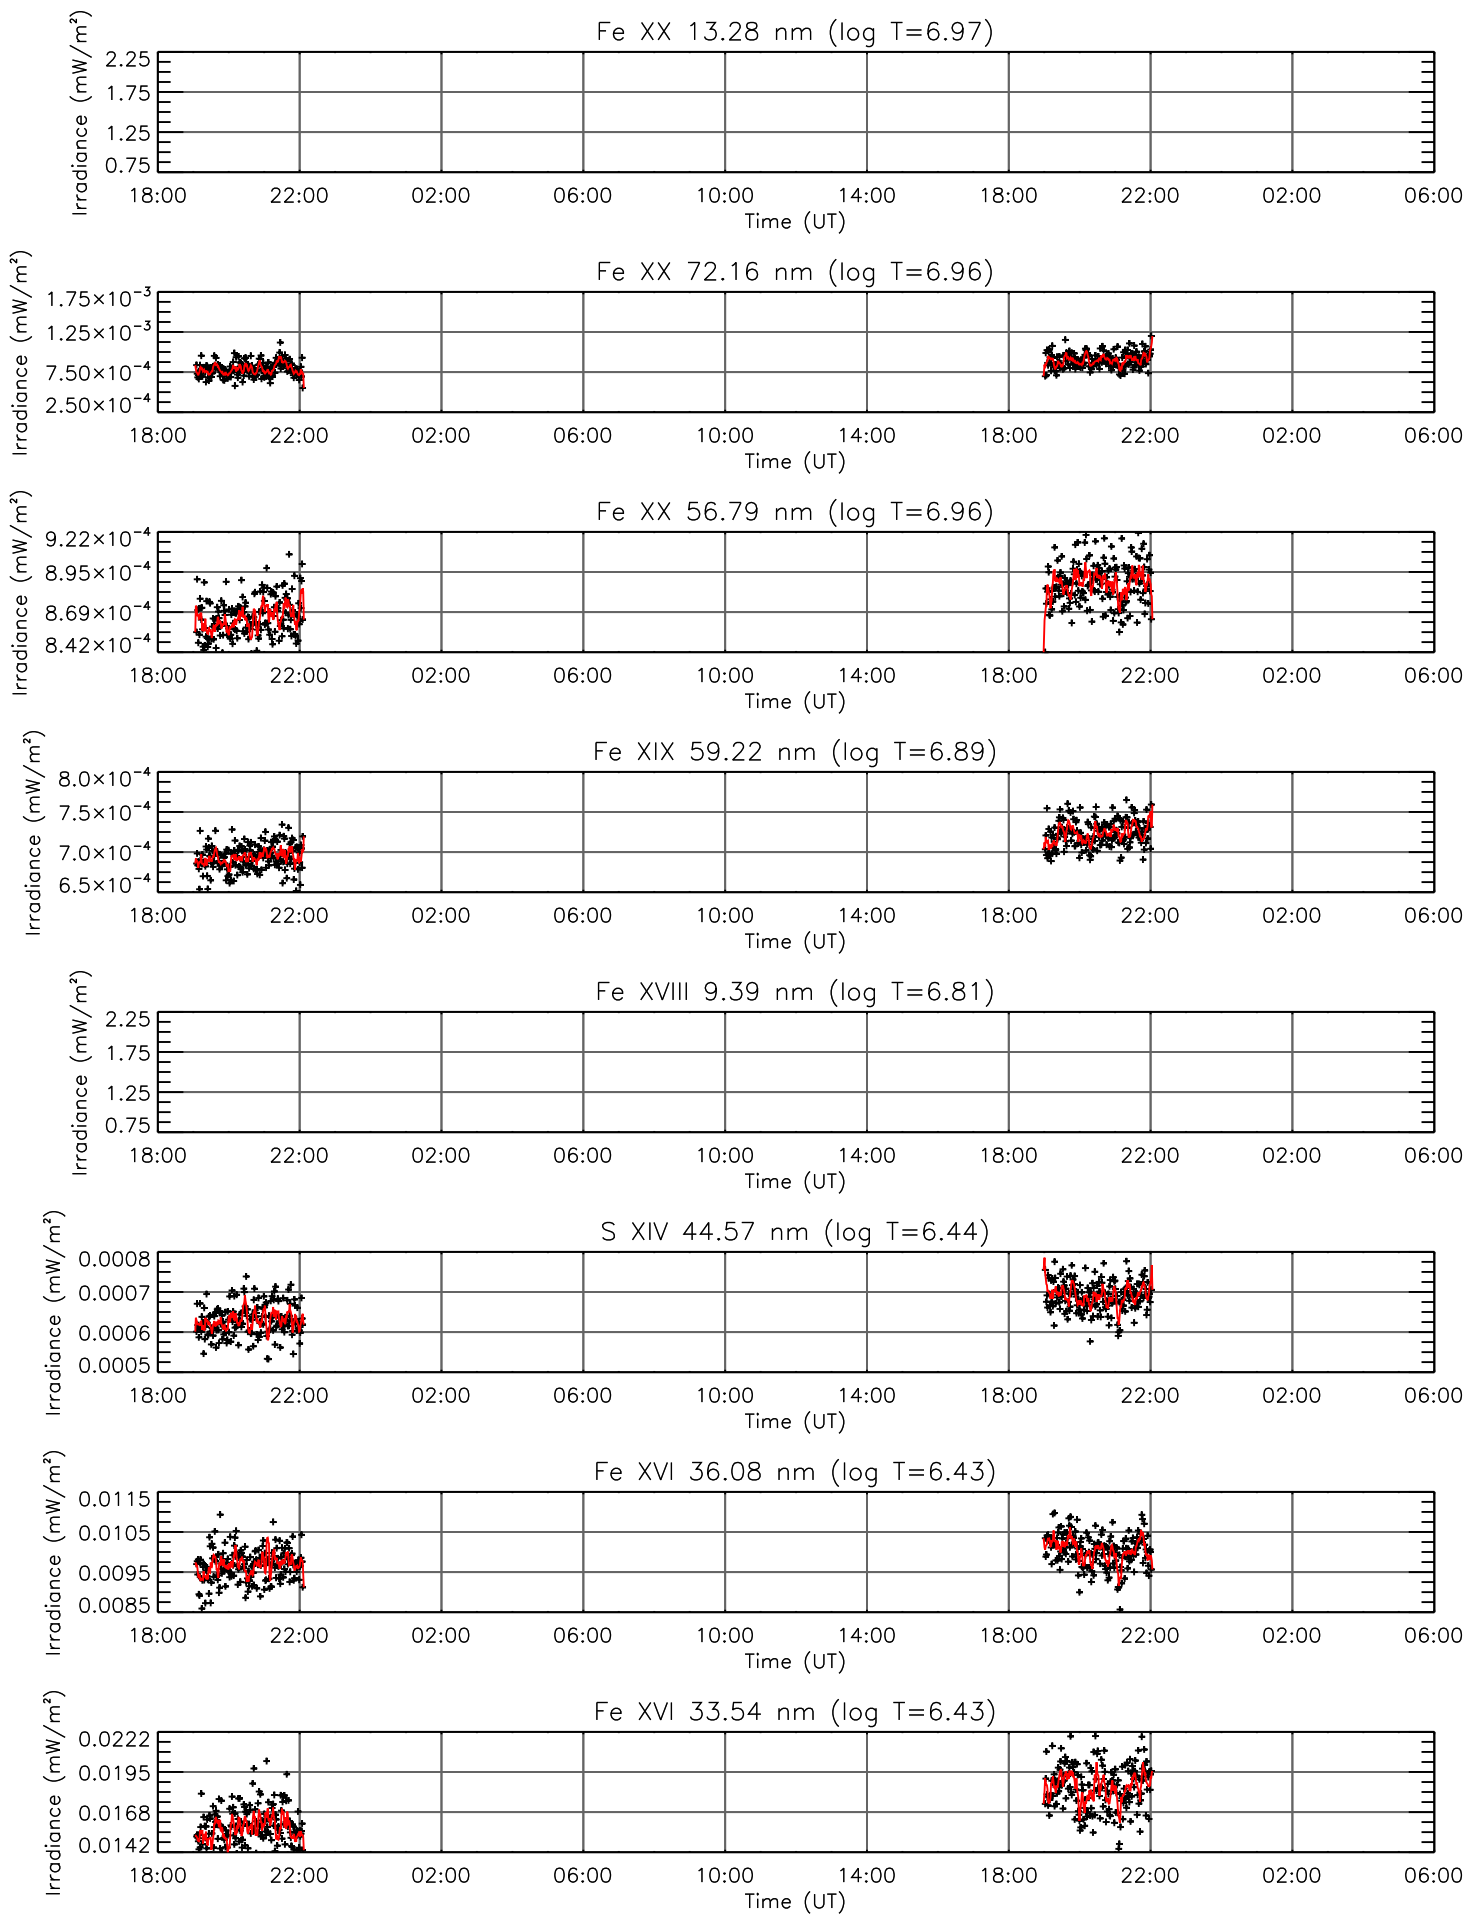 Fe XX 13.28 nm (log T=6.97)
Irradiance (mW/m²)
2.25
1.75
1.25
0.75
18:00 22:00 02:00 06:00 10:00 14:00 18:00 22:00 02:00 06:00
Time (UT)
Fe XX 72.16 nm (log T=6.96)
Irradiance (mW/m²)
1.75×10⁻³
1.25×10⁻³
7.50×10⁻⁴
2.50×10⁻⁴
18:00 22:00 02:00 06:00 10:00 14:00 18:00 22:00 02:00 06:00
Time (UT)
Fe XX 56.79 nm (log T=6.96)
Irradiance (mW/m²)
9.22×10⁻⁴
8.95×10⁻⁴
8.69×10⁻⁴
8.42×10⁻⁴
18:00 22:00 02:00 06:00 10:00 14:00 18:00 22:00 02:00 06:00
Time (UT)
Fe XIX 59.22 nm (log T=6.89)
Irradiance (mW/m²)
8.0×10⁻⁴
7.5×10⁻⁴
7.0×10⁻⁴
6.5×10⁻⁴
18:00 22:00 02:00 06:00 10:00 14:00 18:00 22:00 02:00 06:00
Time (UT)
Fe XVIII 9.39 nm (log T=6.81)
Irradiance (mW/m²)
2.25
1.75
1.25
0.75
18:00 22:00 02:00 06:00 10:00 14:00 18:00 22:00 02:00 06:00
Time (UT)
S XIV 44.57 nm (log T=6.44)
Irradiance (mW/m²)
0.0008
0.0007
0.0006
0.0005
18:00 22:00 02:00 06:00 10:00 14:00 18:00 22:00 02:00 06:00
Time (UT)
Fe XVI 36.08 nm (log T=6.43)
Irradiance (mW/m²)
0.0115
0.0105
0.0095
0.0085
18:00 22:00 02:00 06:00 10:00 14:00 18:00 22:00 02:00 06:00
Time (UT)
Fe XVI 33.54 nm (log T=6.43)
Irradiance (mW/m²)
0.0222
0.0195
0.0168
0.0142
18:00 22:00 02:00 06:00 10:00 14:00 18:00 22:00 02:00 06:00
Time (UT)